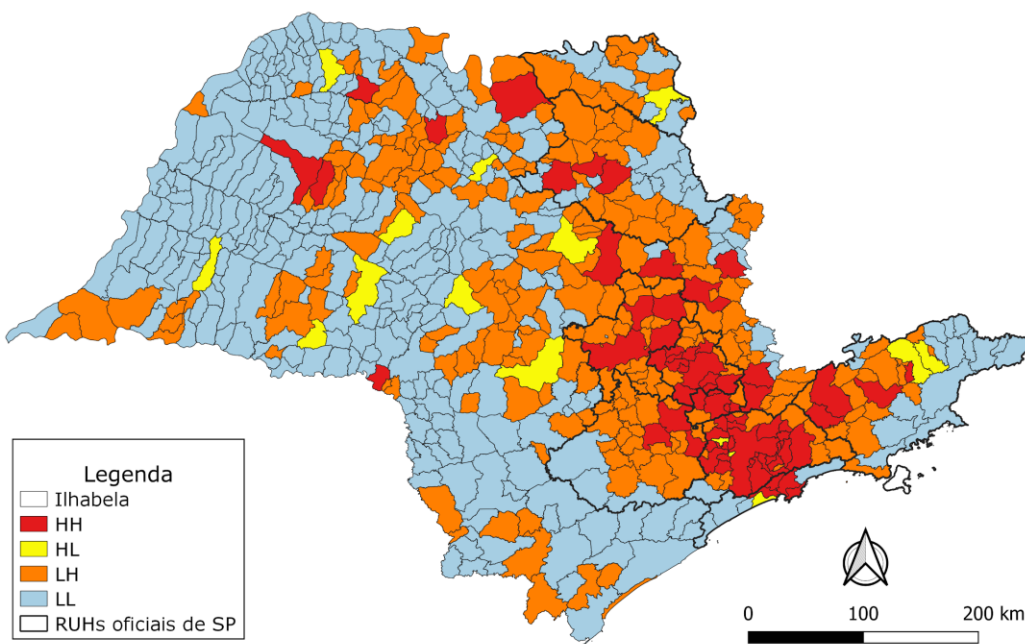 Legenda
Ilhabela
HH
HL
LH
LL
RUHs oficiais de SP
0 100 200 km